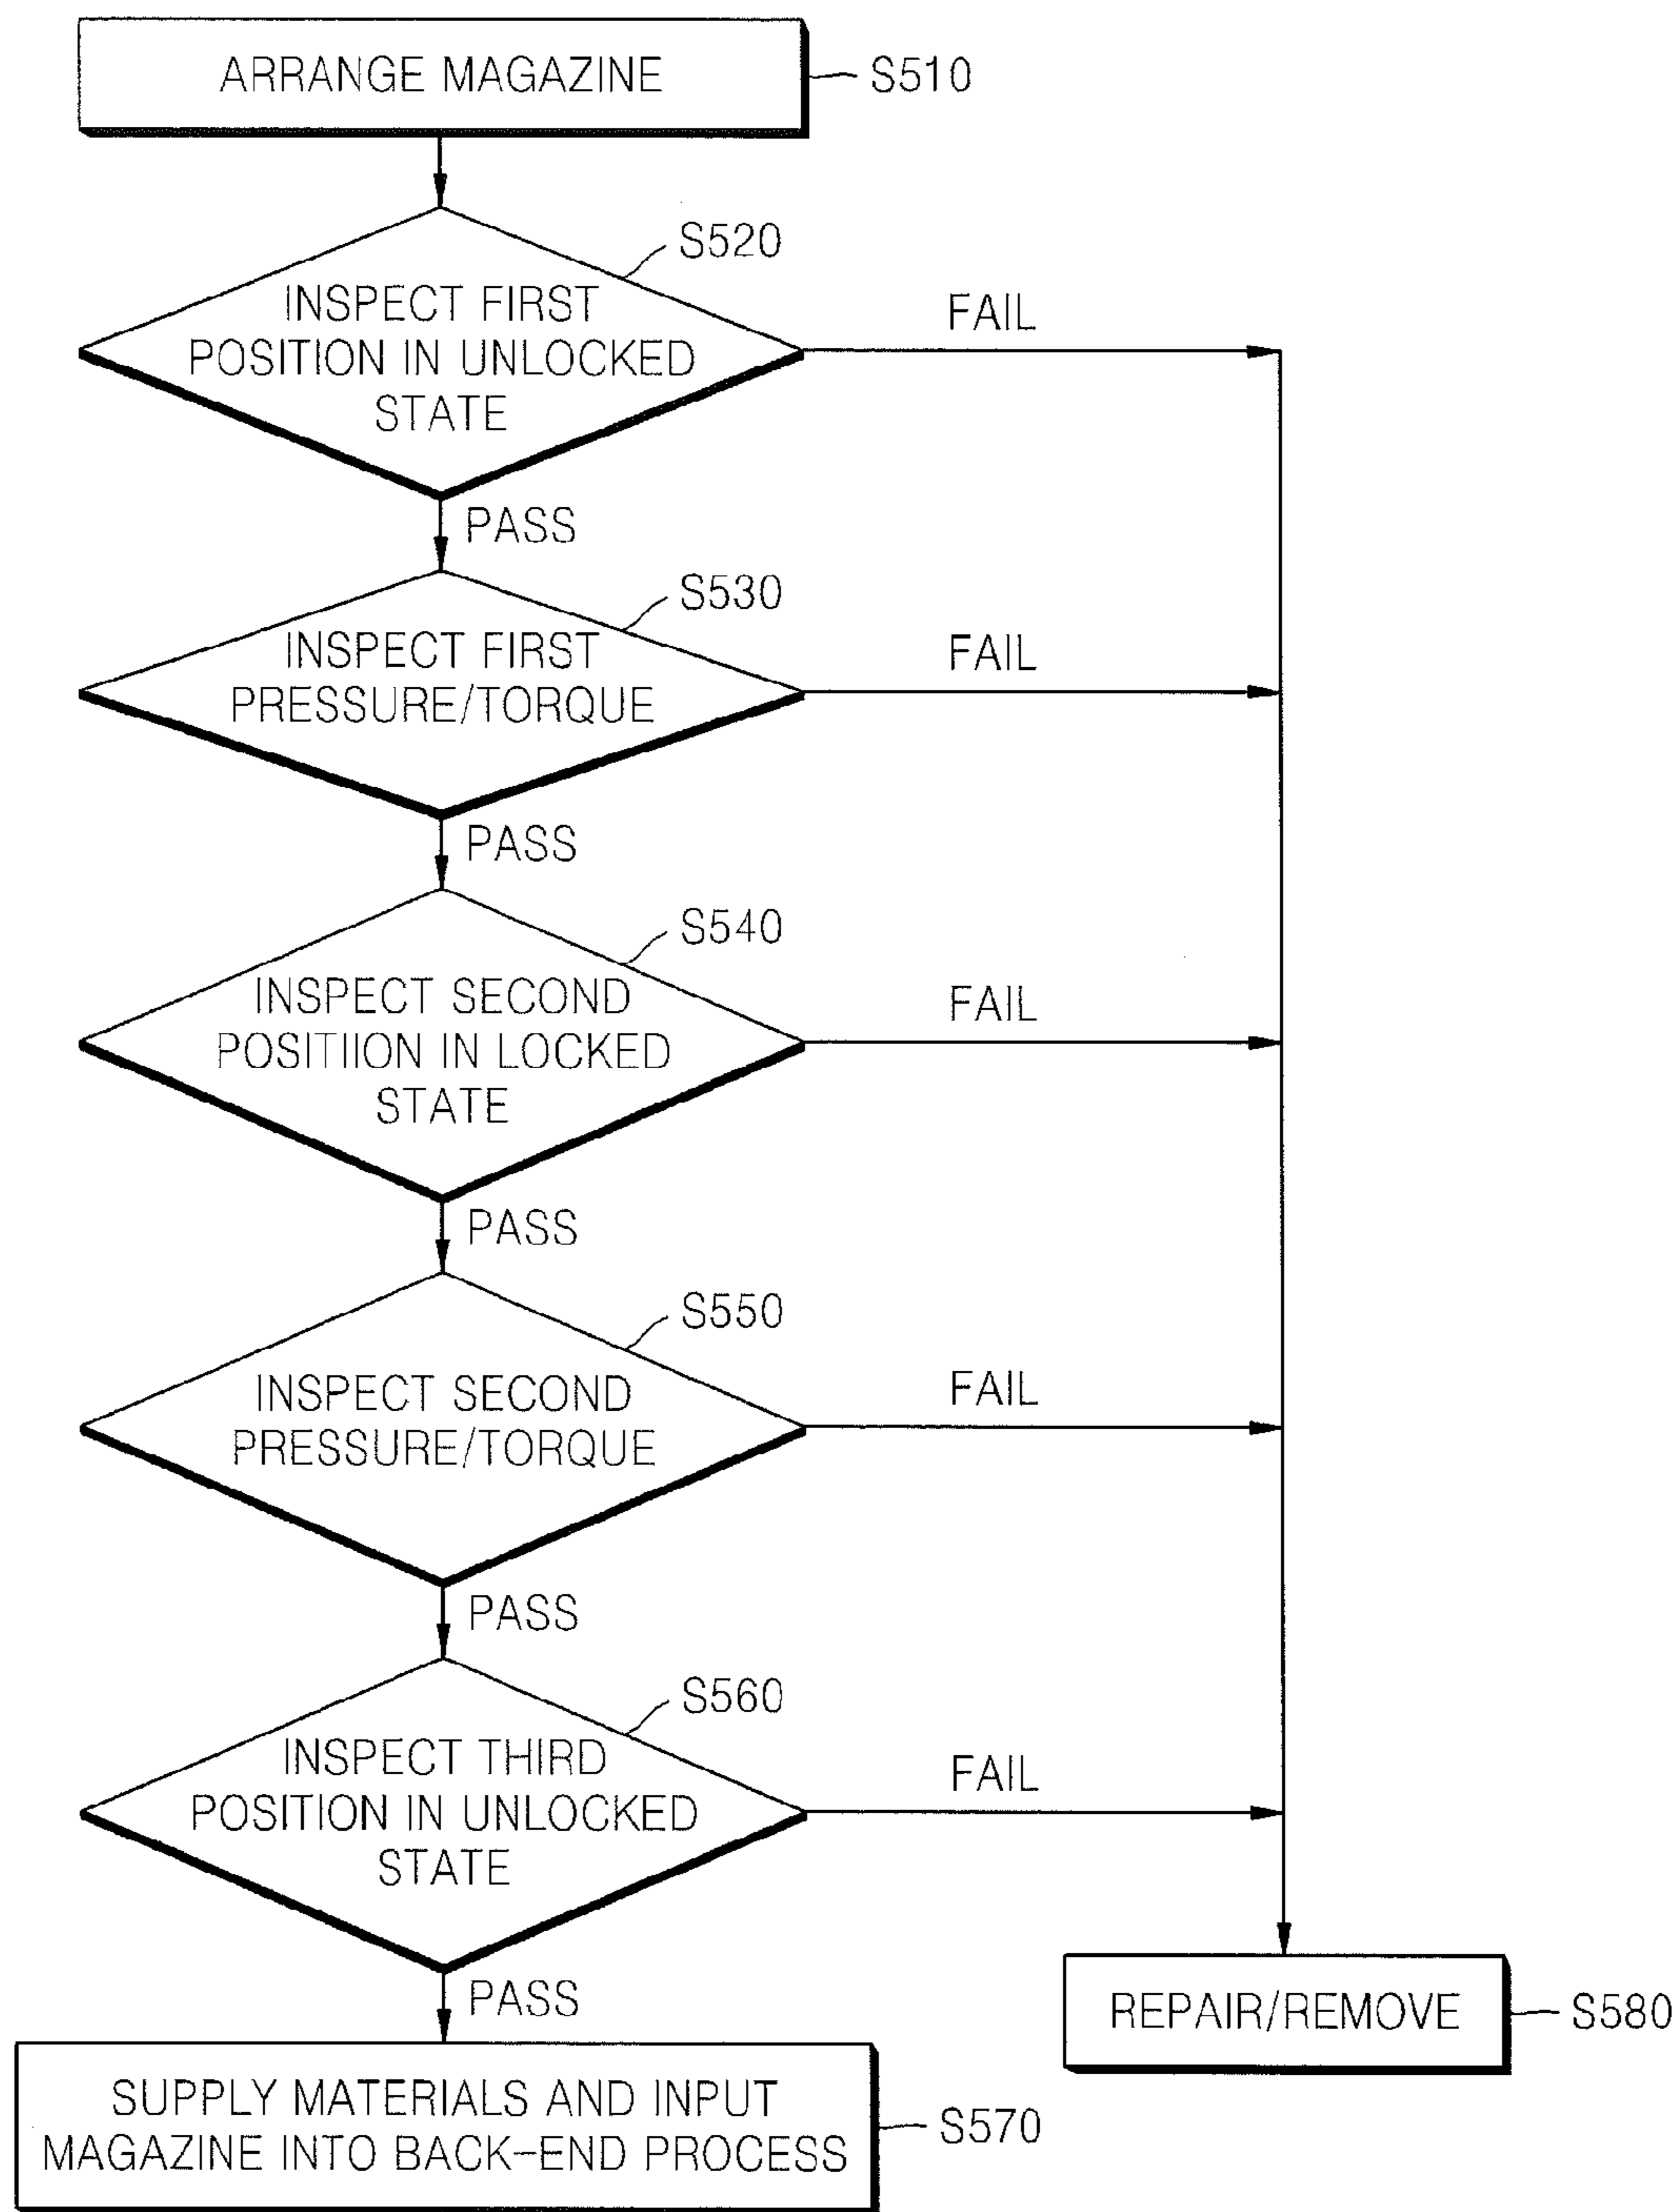 ARRANGE MAGAZINE
S510
S520
INSPECT FIRST
POSITION IN UNLOCKED
STATE
FAIL
PASS
S530
INSPECT FIRST
PRESSURE/TORQUE
FAIL
PASS
S540
INSPECT SECOND
POSITIION IN LOCKED
STATE
FAIL
PASS
S550
INSPECT SECOND
PRESSURE/TORQUE
FAIL
PASS
S560
INSPECT THIRD
POSITION IN UNLOCKED
STATE
FAIL
PASS
REPAIR/REMOVE
S580
SUPPLY MATERIALS AND INPUT
MAGAZINE INTO BACK-END PROCESS
S570